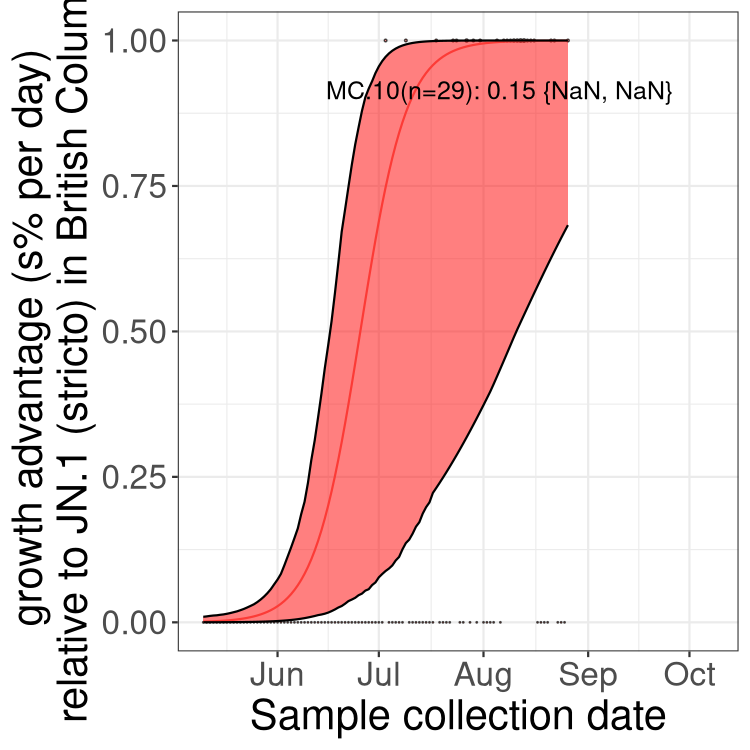 growth advantage (s% per day)
relative to JN.1 (stricto) in British Colum
1.00
0.75
0.50
0.25
0.00
MC.10(n=29): 0.15 {NaN, NaN}
Jun Jul Aug Sep Oct
Sample collection date